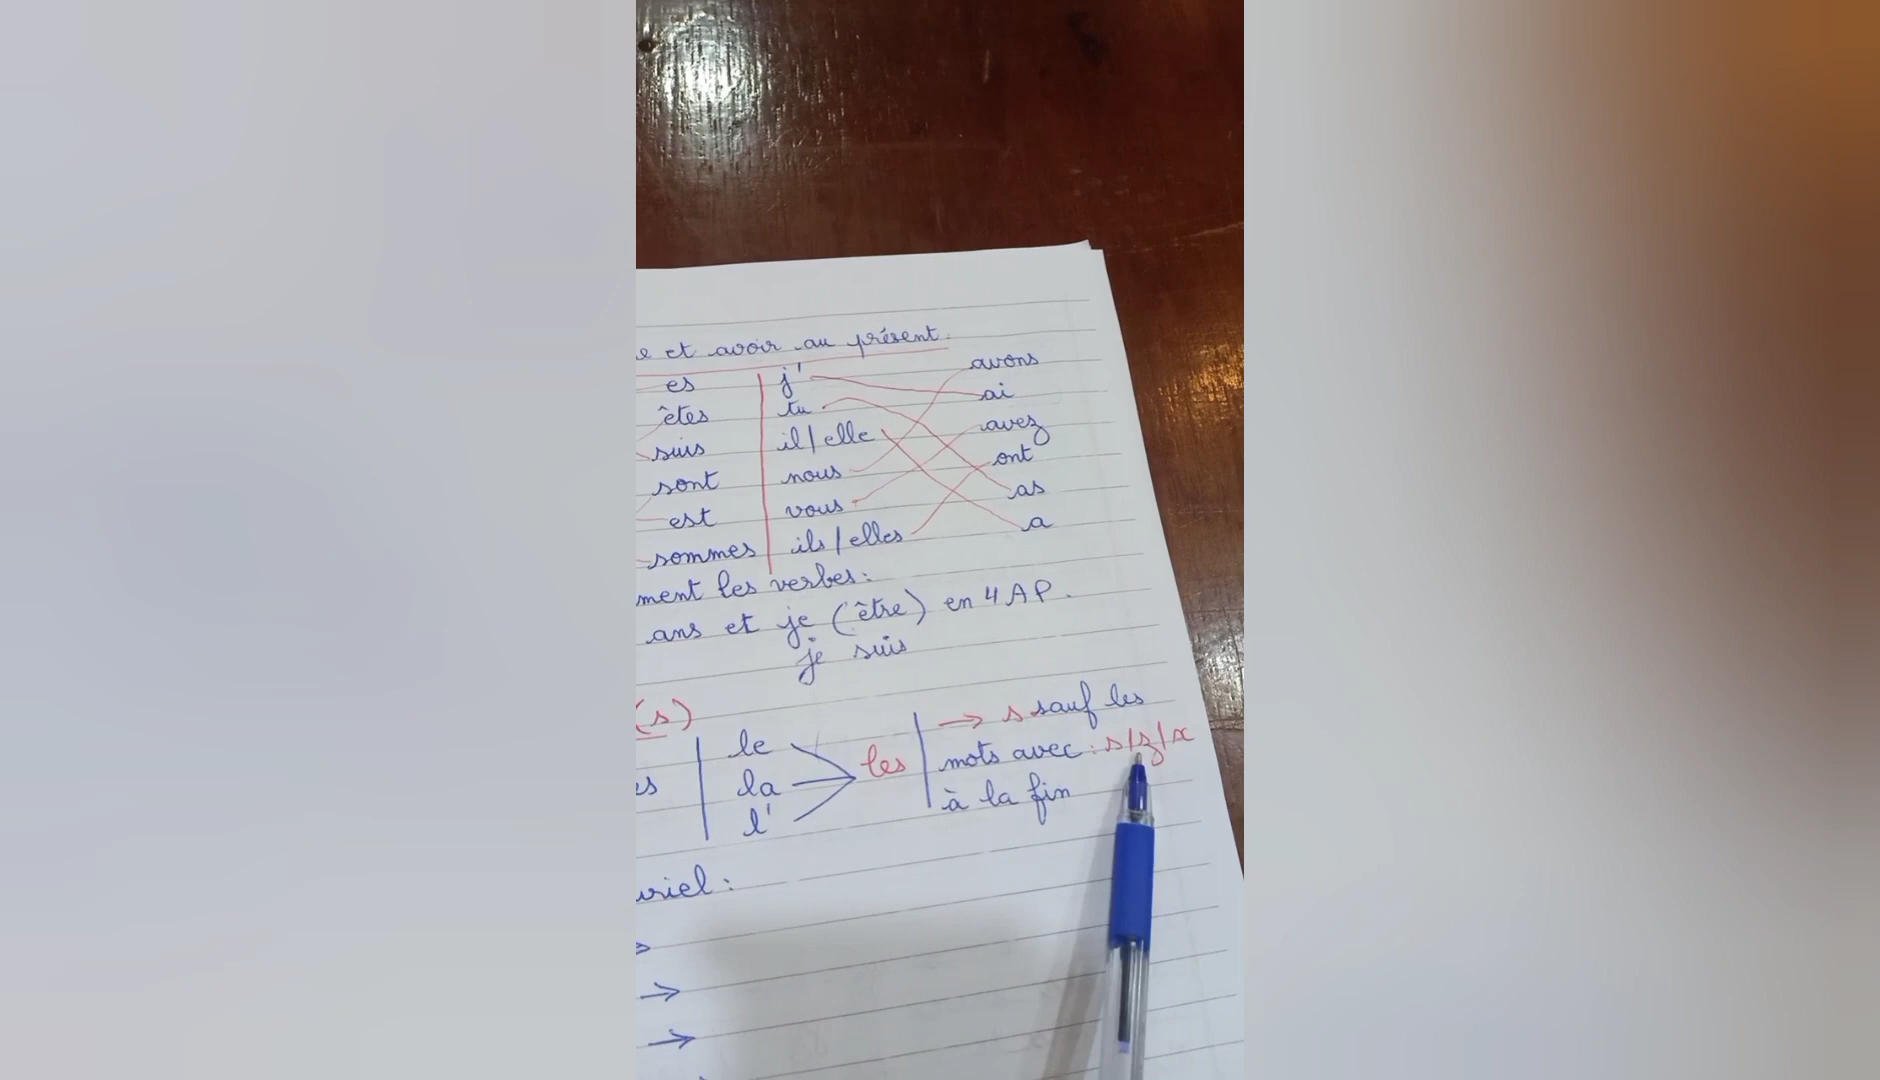 et avoir au présent.
es j' avons
êtes tu ai
suis il/elle avez
sont nous ont
est vous as
sommes ils/elles a
ment les verbes:
ans et je (être) en 4 AP.
je suis
(s)
le → s sauf les
es la les mots avec: s/z/x
l' à la fin
uriel:
→
→